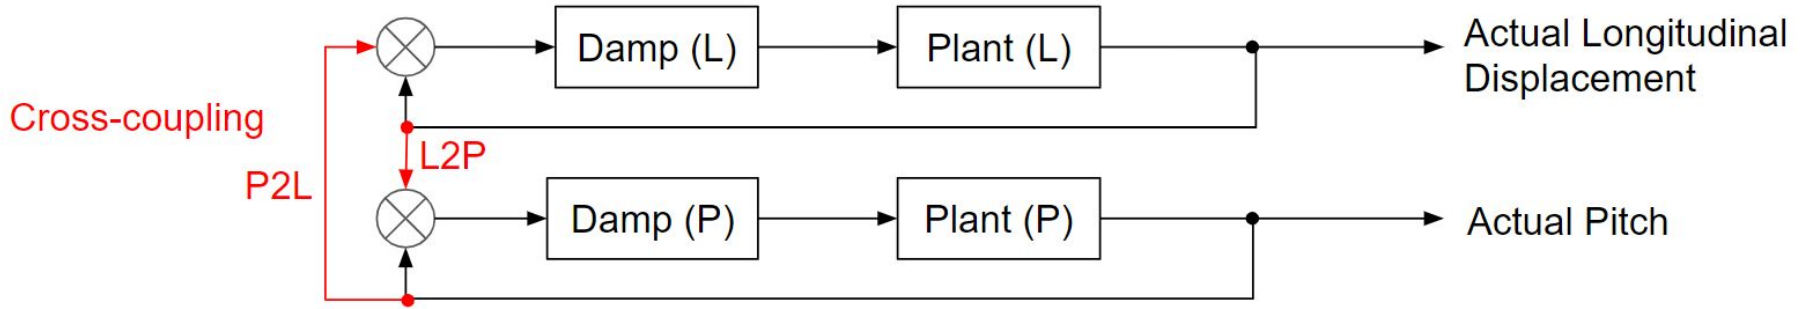 Damp (L)
Plant (L)
Actual Longitudinal
Displacement
Cross-coupling
L2P
P2L
Damp (P)
Plant (P)
Actual Pitch